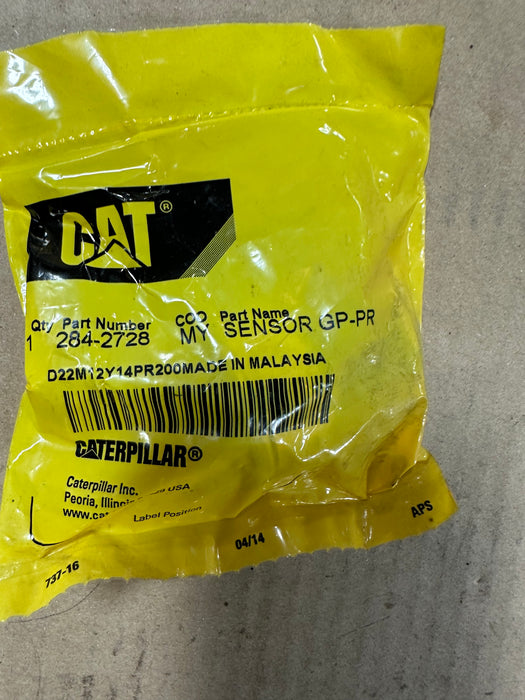 CAT®
Qty Part Number COO Part Name
1 284-2728 MY SENSOR GP-PR
D22M12Y14PR200MADE IN MALAYSIA
CATERPILLAR®
Caterpillar Inc.
Peoria, USA
Label Position
737-16 04/14 APS